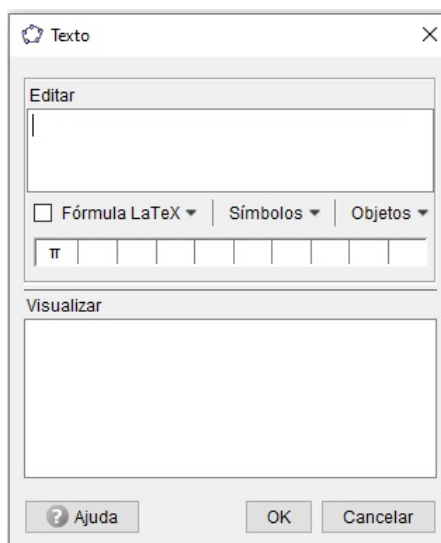 Texto
Editar
Fórmula LaTeX Símbolos Objetos
π
Visualizar
? Ajuda OK Cancelar